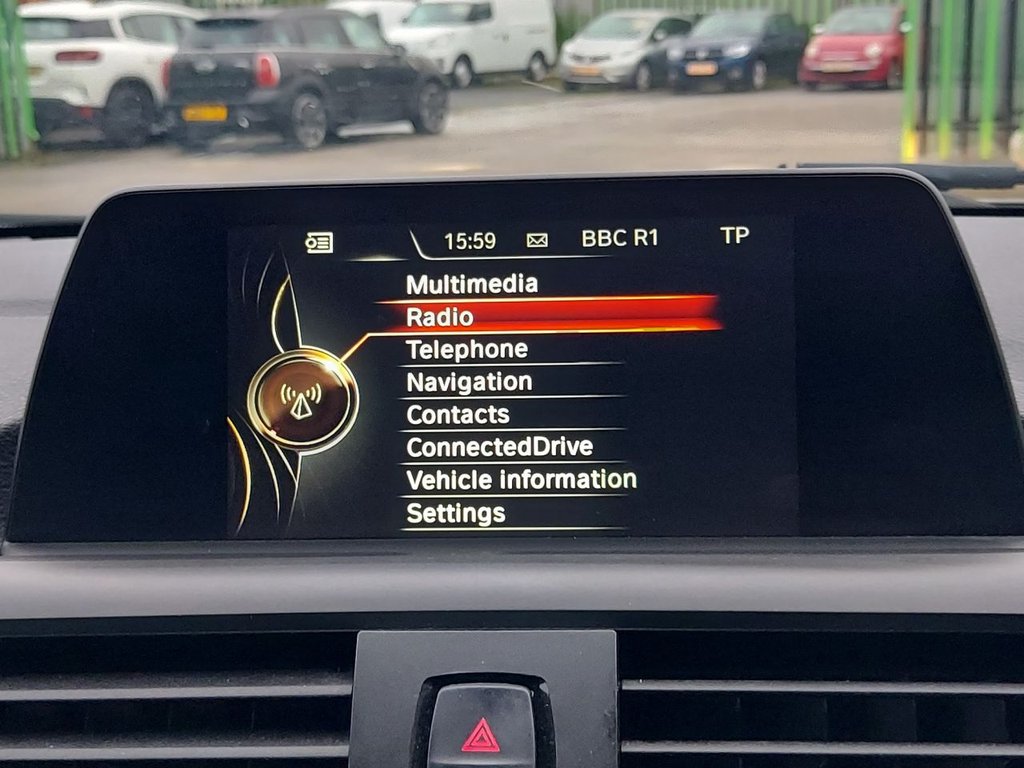 15:59 BBC R1 TP
Multimedia
Radio
Telephone
Navigation
Contacts
ConnectedDrive
Vehicle information
Settings